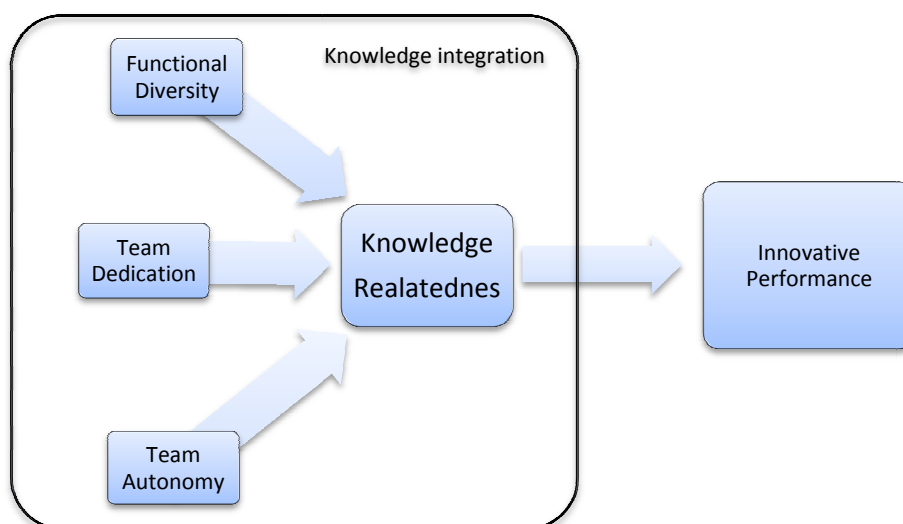 Knowledge integration
Functional
Diversity
Team
Dedication
Team
Autonomy
Knowledge
Realatednes
Innovative
Performance